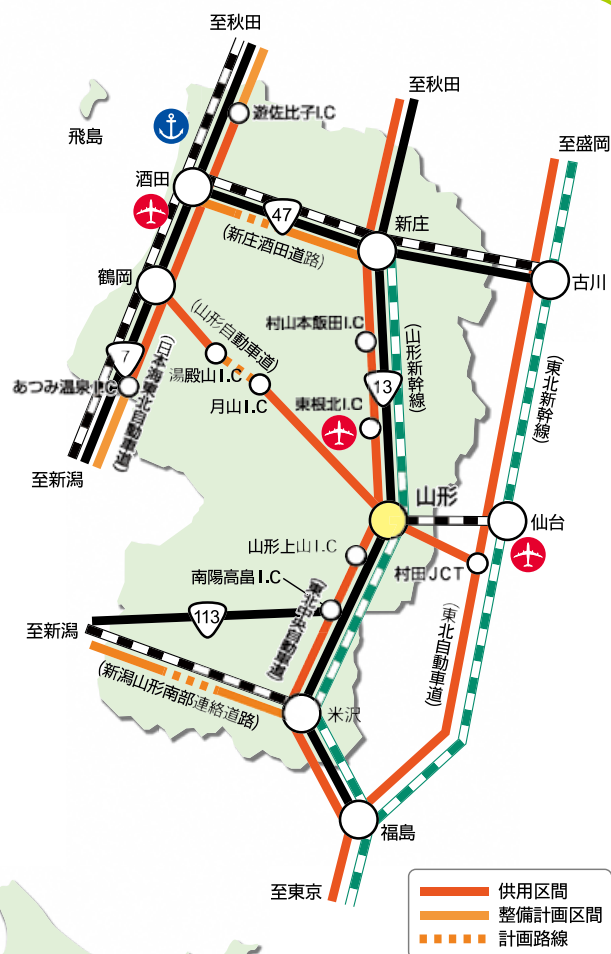 至秋田
至秋田
遊佐比子I.C
飛島
至盛岡
酒田
47
新庄
(新庄酒田道路)
古川
鶴岡
(山形自動車道)
村山本飯田I.C
(山形新幹線)
(東北新幹線)
7
湯殿山I.C
13
あつみ温泉I.C
(日本海東北自動車道)
月山I.C
東根北I.C
至新潟
山形
仙台
山形上山I.C
村田JCT
南陽高畠I.C
(東北中央自動車道)
113
(東北自動車道)
至新潟
(新潟山形南部連絡道路)
米沢
福島
至東京
供用区間
整備計画区間
計画路線